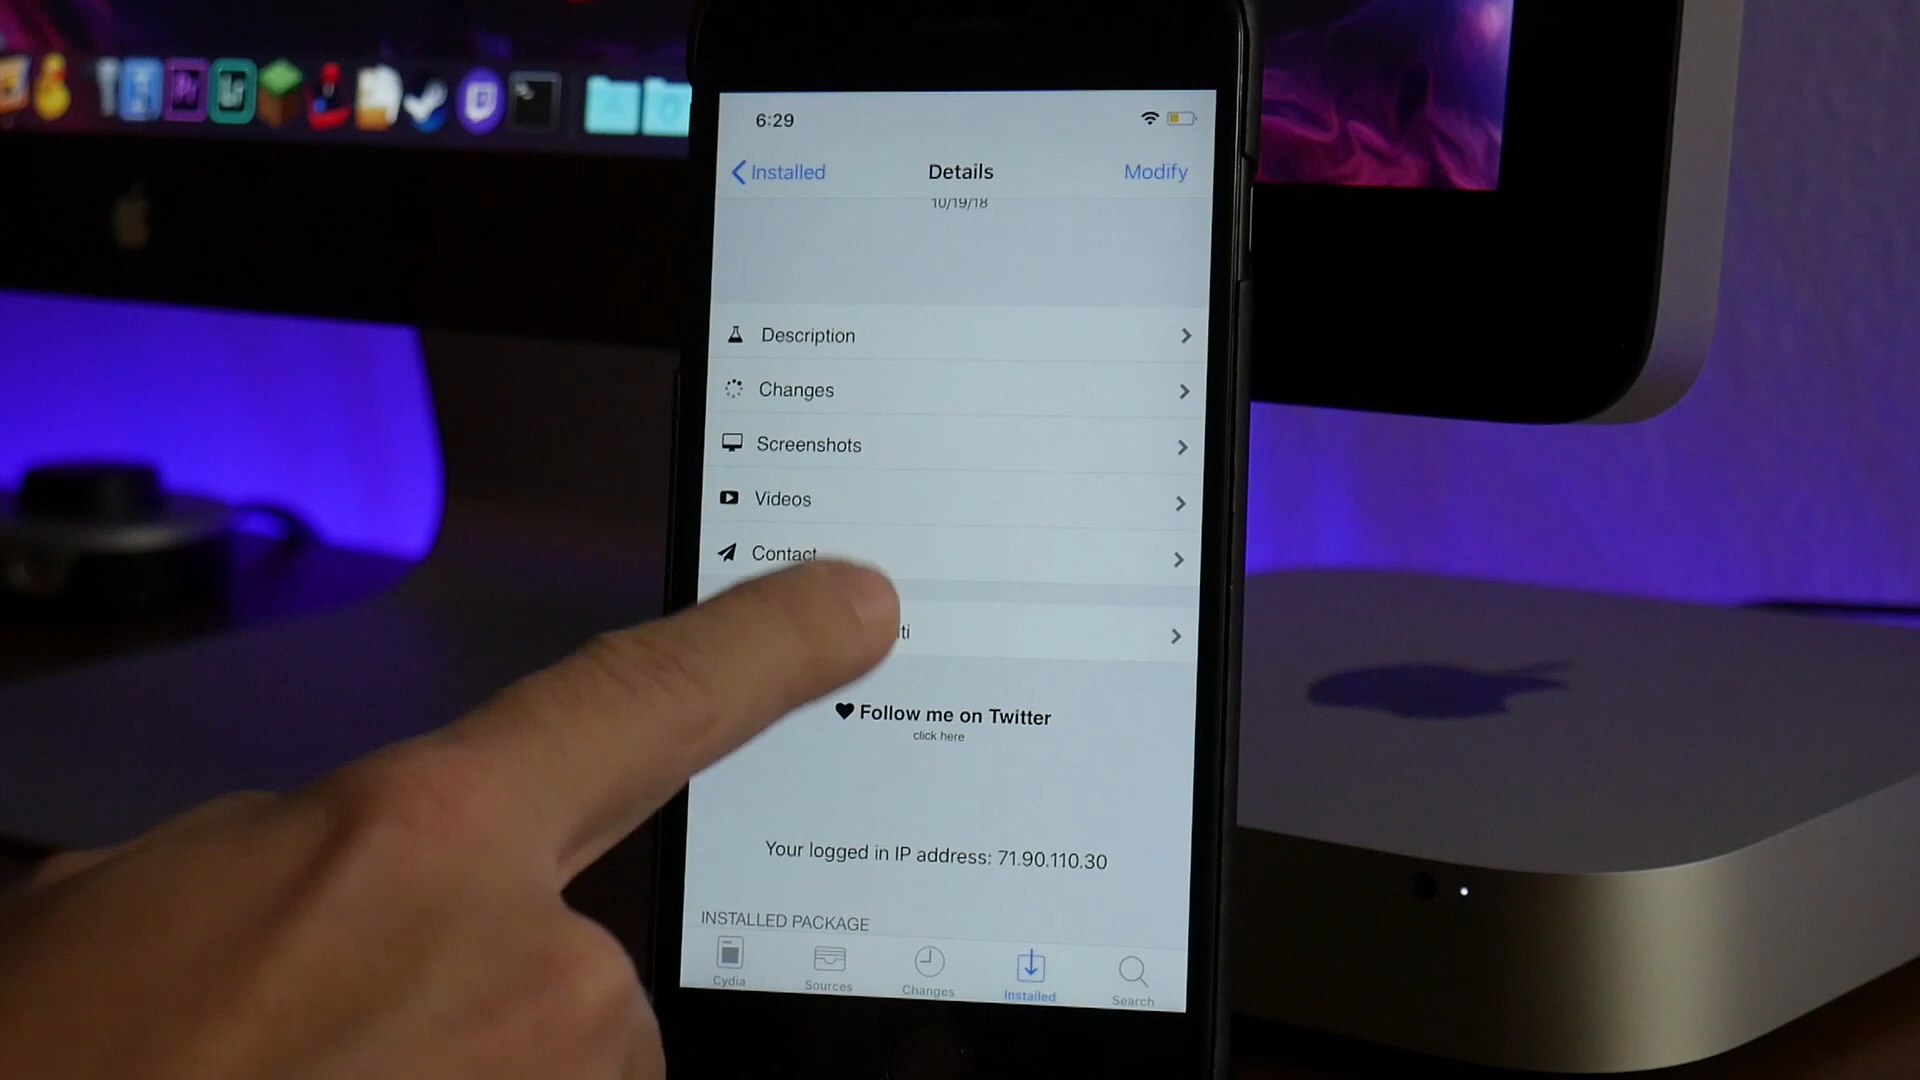 6:29
Installed
Details
Modify
10/19/18
Description
Changes
Screenshots
Videos
Contact
ti
Follow me on Twitter
click here
Your logged in IP address: 71.90.110.30
INSTALLED PACKAGE
Cydia
Sources
Changes
Installed
Search